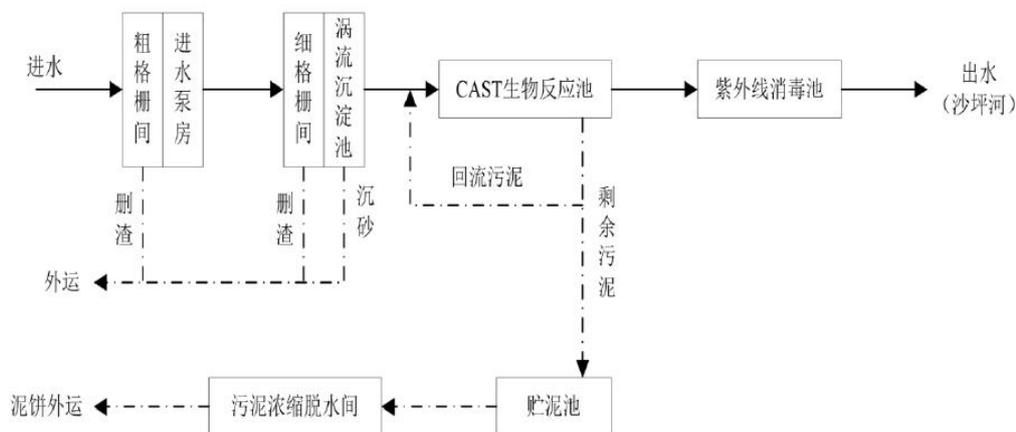 进水
粗格栅间
进水泵房
细格栅间
涡流沉淀池
CAST生物反应池
紫外线消毒池
出水
（沙坪河）
删渣
删渣
沉砂
回流污泥
剩余污泥
外运
泥饼外运
污泥浓缩脱水间
贮泥池